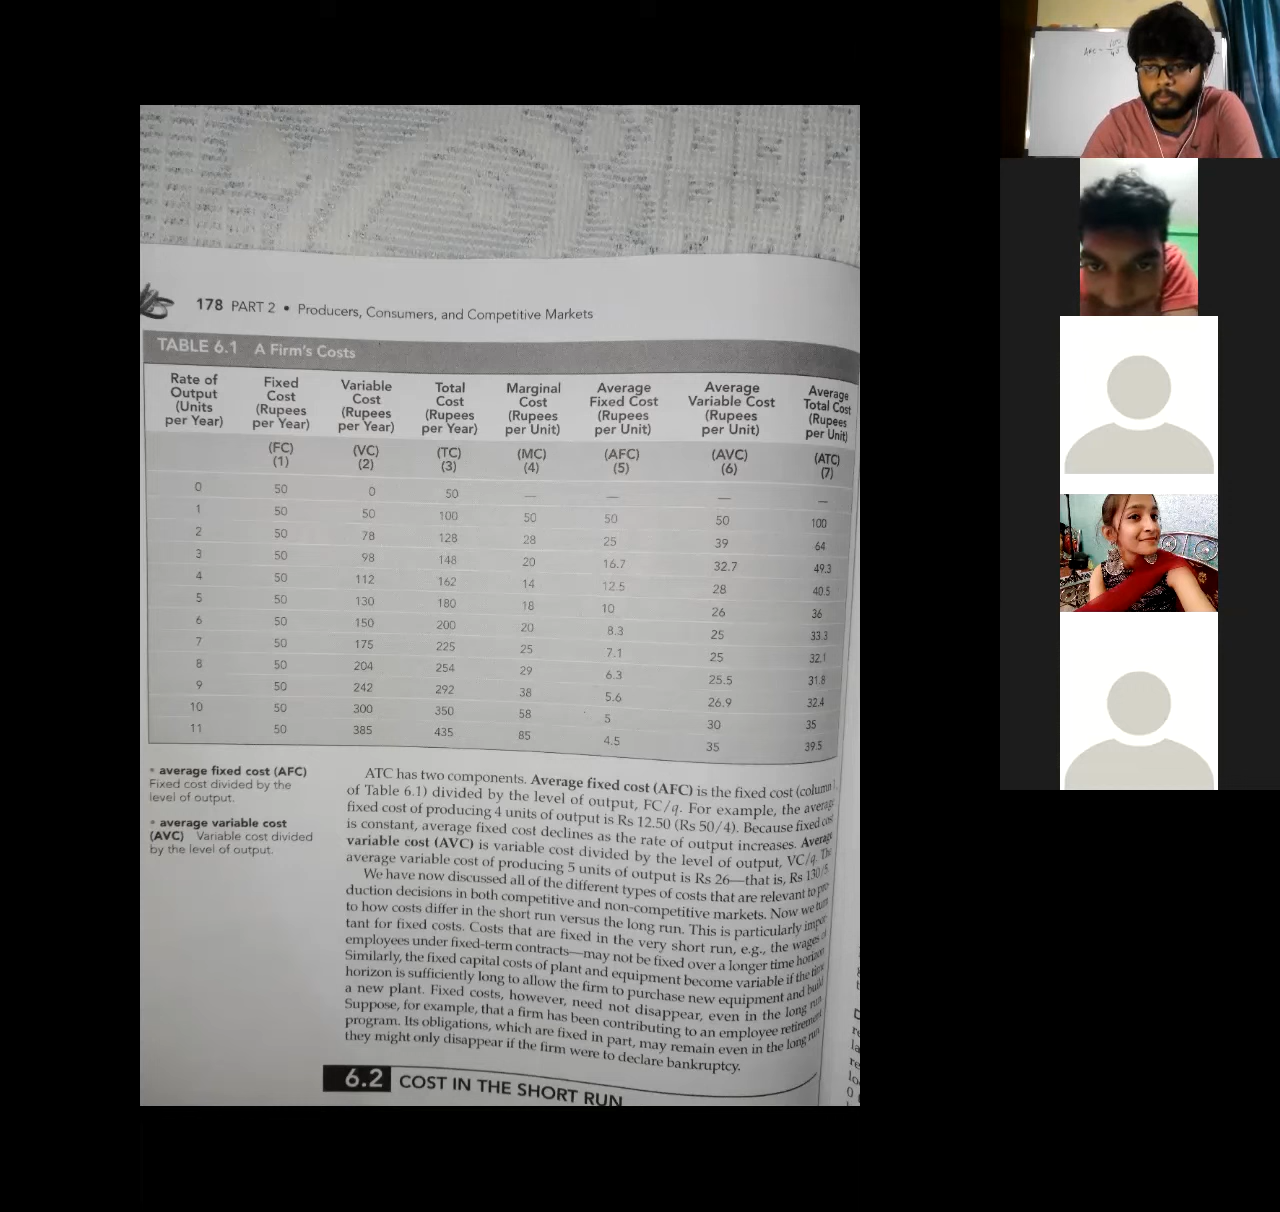 178 PART 2 • Producers, Consumers, and Competitive Markets
TABLE 6.1 A Firm's Costs
Rate of Output (Units per Year) Fixed Cost (Rupees per Year) Variable Cost (Rupees per Year) Total Cost (Rupees per Year) Marginal Cost (Rupees per Unit) Average Fixed Cost (Rupees per Unit) Average Variable Cost (Rupees per Unit) Average Total Cost (Rupees per Unit)
(FC) (VC) (TC) (MC) (AFC) (AVC) (ATC)
(1) (2) (3) (4) (5) (6) (7)
0 50 0 50 — — — —
1 50 50 100 50 50 50 100
2 50 78 128 28 25 39 64
3 50 98 148 20 16.7 32.7 49.3
4 50 112 162 14 12.5 28 40.5
5 50 130 180 18 10 26 36
6 50 150 200 20 8.3 25 33.3
7 50 175 225 25 7.1 25 32.1
8 50 204 254 29 6.3 25.5 31.8
9 50 242 292 38 5.6 26.9 32.4
10 50 300 350 58 5 30 35
11 50 385 435 85 4.5 35 39.5
• average fixed cost (AFC)
Fixed cost divided by the
level of output.
• average variable cost
(AVC) Variable cost divided
by the level of output.
ATC has two components. Average fixed cost (AFC) is the fixed cost (column 1
of Table 6.1) divided by the level of output, FC/q. For example, the average
fixed cost of producing 4 units of output is Rs 12.50 (Rs 50/4). Because fixed cost
is constant, average fixed cost declines as the rate of output increases. Average
variable cost (AVC) is variable cost divided by the level of output, VC/q. The
average variable cost of producing 5 units of output is Rs 26—that is, Rs 130/5.
We have now discussed all of the different types of costs that are relevant to pro-
duction decisions in both competitive and non-competitive markets. Now we turn
to how costs differ in the short run versus the long run. This is particularly impor-
tant for fixed costs. Costs that are fixed in the very short run, e.g., the wages of
employees under fixed-term contracts—may not be fixed over a longer time horizon.
Similarly, the fixed capital costs of plant and equipment become variable if the time
horizon is sufficiently long to allow the firm to purchase new equipment and build
a new plant. Fixed costs, however, need not disappear, even in the long run.
Suppose, for example, that a firm has been contributing to an employee retirement
program. Its obligations, which are fixed in part, may remain even in the long run;
they might only disappear if the firm were to declare bankruptcy.
6.2 COST IN THE SHORT RUN